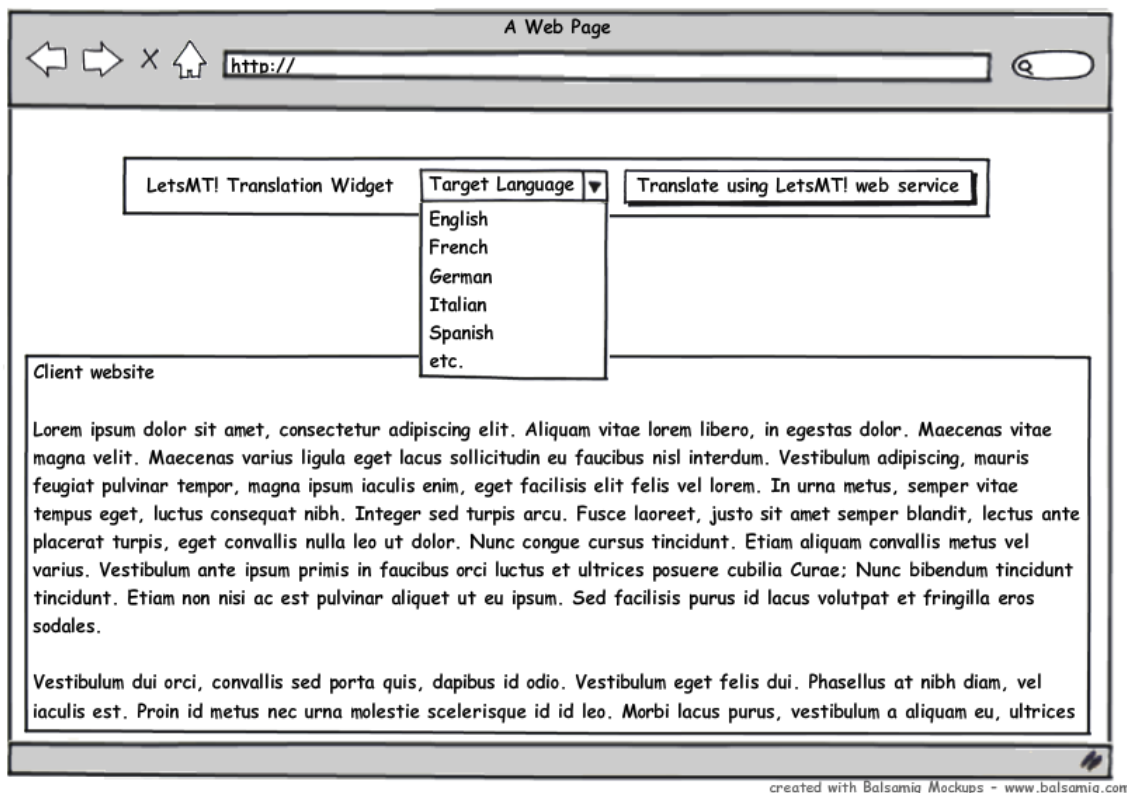 A Web Page
http://
LetsMT! Translation Widget
Target Language
Translate using LetsMT! web service
English
French
German
Italian
Spanish
etc.
Client website
Lorem ipsum dolor sit amet, consectetur adipiscing elit. Aliquam vitae lorem libero, in egestas dolor. Maecenas vitae
magna velit. Maecenas varius ligula eget lacus sollicitudin eu faucibus nisl interdum. Vestibulum adipiscing, mauris
feugiat pulvinar tempor, magna ipsum iaculis enim, eget facilisis elit felis vel lorem. In urna metus, semper vitae
tempus eget, luctus consequat nibh. Integer sed turpis arcu. Fusce laoreet, justo sit amet semper blandit, lectus ante
placerat turpis, eget convallis nulla leo ut dolor. Nunc congue cursus tincidunt. Etiam aliquam convallis metus vel
varius. Vestibulum ante ipsum primis in faucibus orci luctus et ultrices posuere cubilia Curae; Nunc bibendum tincidunt
tincidunt. Etiam non nisi ac est pulvinar aliquet ut eu ipsum. Sed facilisis purus id lacus volutpat et fringilla eros
sodales.
Vestibulum dui orci, convallis sed porta quis, dapibus id odio. Vestibulum eget felis dui. Phasellus at nibh diam, vel
iaculis est. Proin id metus nec urna molestie scelerisque id id leo. Morbi lacus purus, vestibulum a aliquam eu, ultrices
created with Balsamiq Mockups - www.balsamiq.com